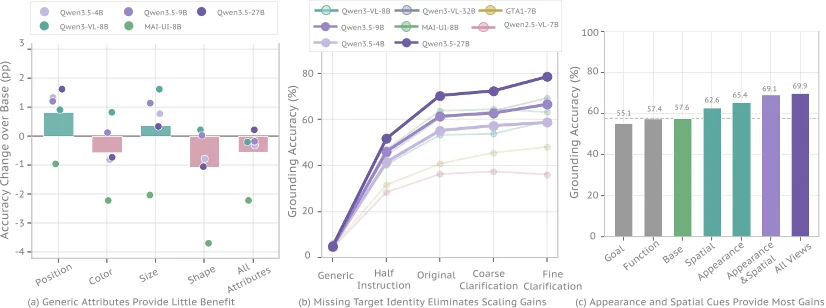 Qwen3.5-4B Qwen3.5-9B Qwen3.5-27B
Qwen3-VL-8B MAI-UI-8B
Accuracy Change over Base (pp)
3
2
1
0
-1
-2
-3
-4
Position Color Size Shape All Attributes
(a) Generic Attributes Provide Little Benefit
Qwen3-VL-8B Qwen3-VL-32B GTA1-7B
Qwen3.5-9B MAI-UI-8B Qwen2.5-VL-7B
Qwen3.5-4B Qwen3.5-27B
Grounding Accuracy (%)
80
60
40
20
0
Generic Half Instruction Original Coarse Clarification Fine Clarification
(b) Missing Target Identity Eliminates Scaling Gains
Grounding Accuracy (%)
100
80
60
40
20
0
55.1 57.4 57.6 62.6 65.4 69.1 69.9
Goal Function Base Spatial Appearance Appearance &Spatial All Views
(c) Appearance and Spatial Cues Provide Most Gains